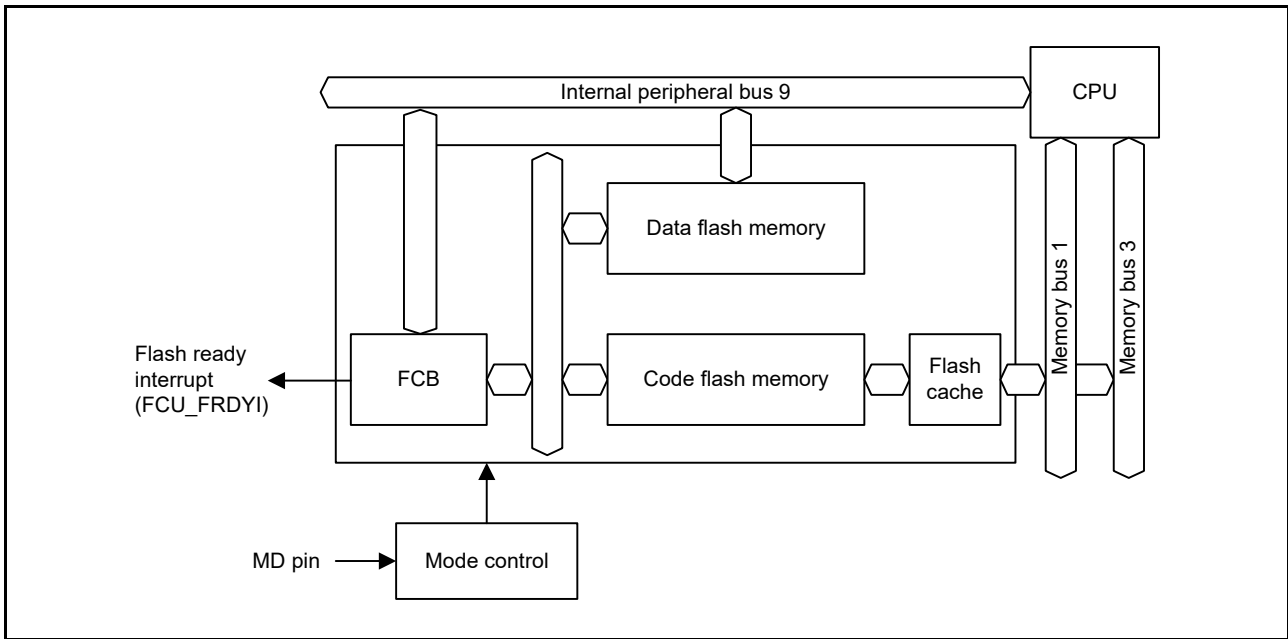 Internal peripheral bus 9
CPU
Data flash memory
Memory bus 1
Memory bus 3
Flash ready
interrupt
(FCU_FRDYI)
FCB
Code flash memory
Flash
cache
MD pin
Mode control